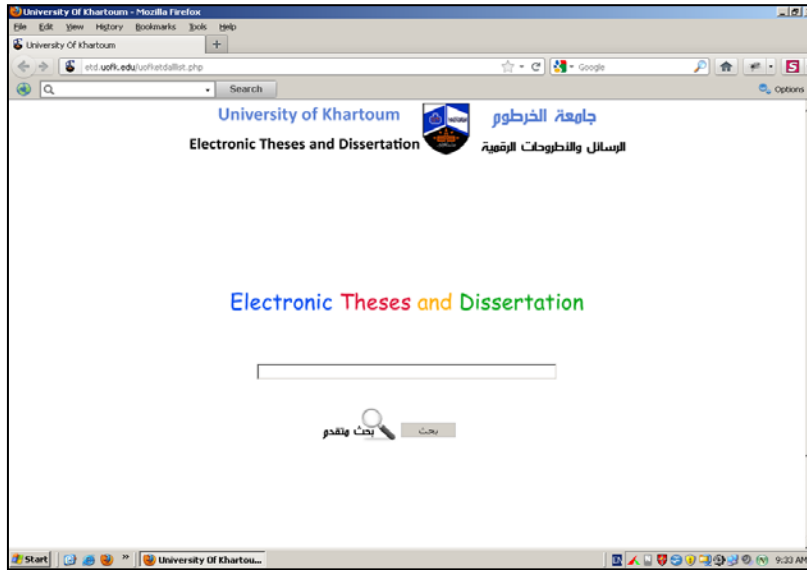 University Of Khartoum - Mozilla Firefox
File Edit View History Bookmarks Tools Help
University Of Khartoum
etd.uofk.edu/uofketdallist.php
Google
Search
Options
University of Khartoum
جامعة الخرطوم
Electronic Theses and Dissertation
الرسائل والاطروحات الرقمية
Electronic Theses and Dissertation
بحث متقدم
بحث
Start
University Of Khartou...
9:33 AM